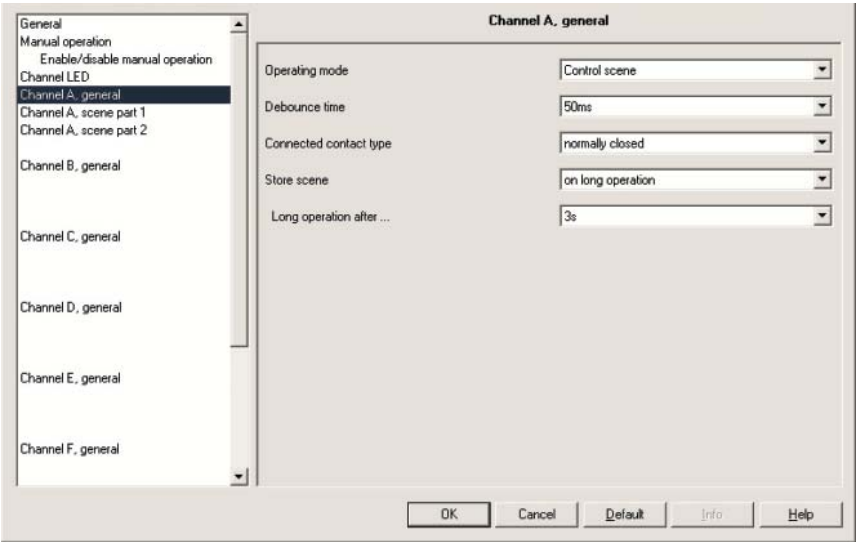 General
Manual operation
Enable/disable manual operation
Channel LED
Channel A, general
Channel A, scene part 1
Channel A, scene part 2
Channel B, general
Channel C, general
Channel D, general
Channel E, general
Channel F, general
Channel A, general
Operating mode Control scene
Debounce time 50ms
Connected contact type normally closed
Store scene on long operation
Long operation after ... 3s
OK Cancel Default Info Help